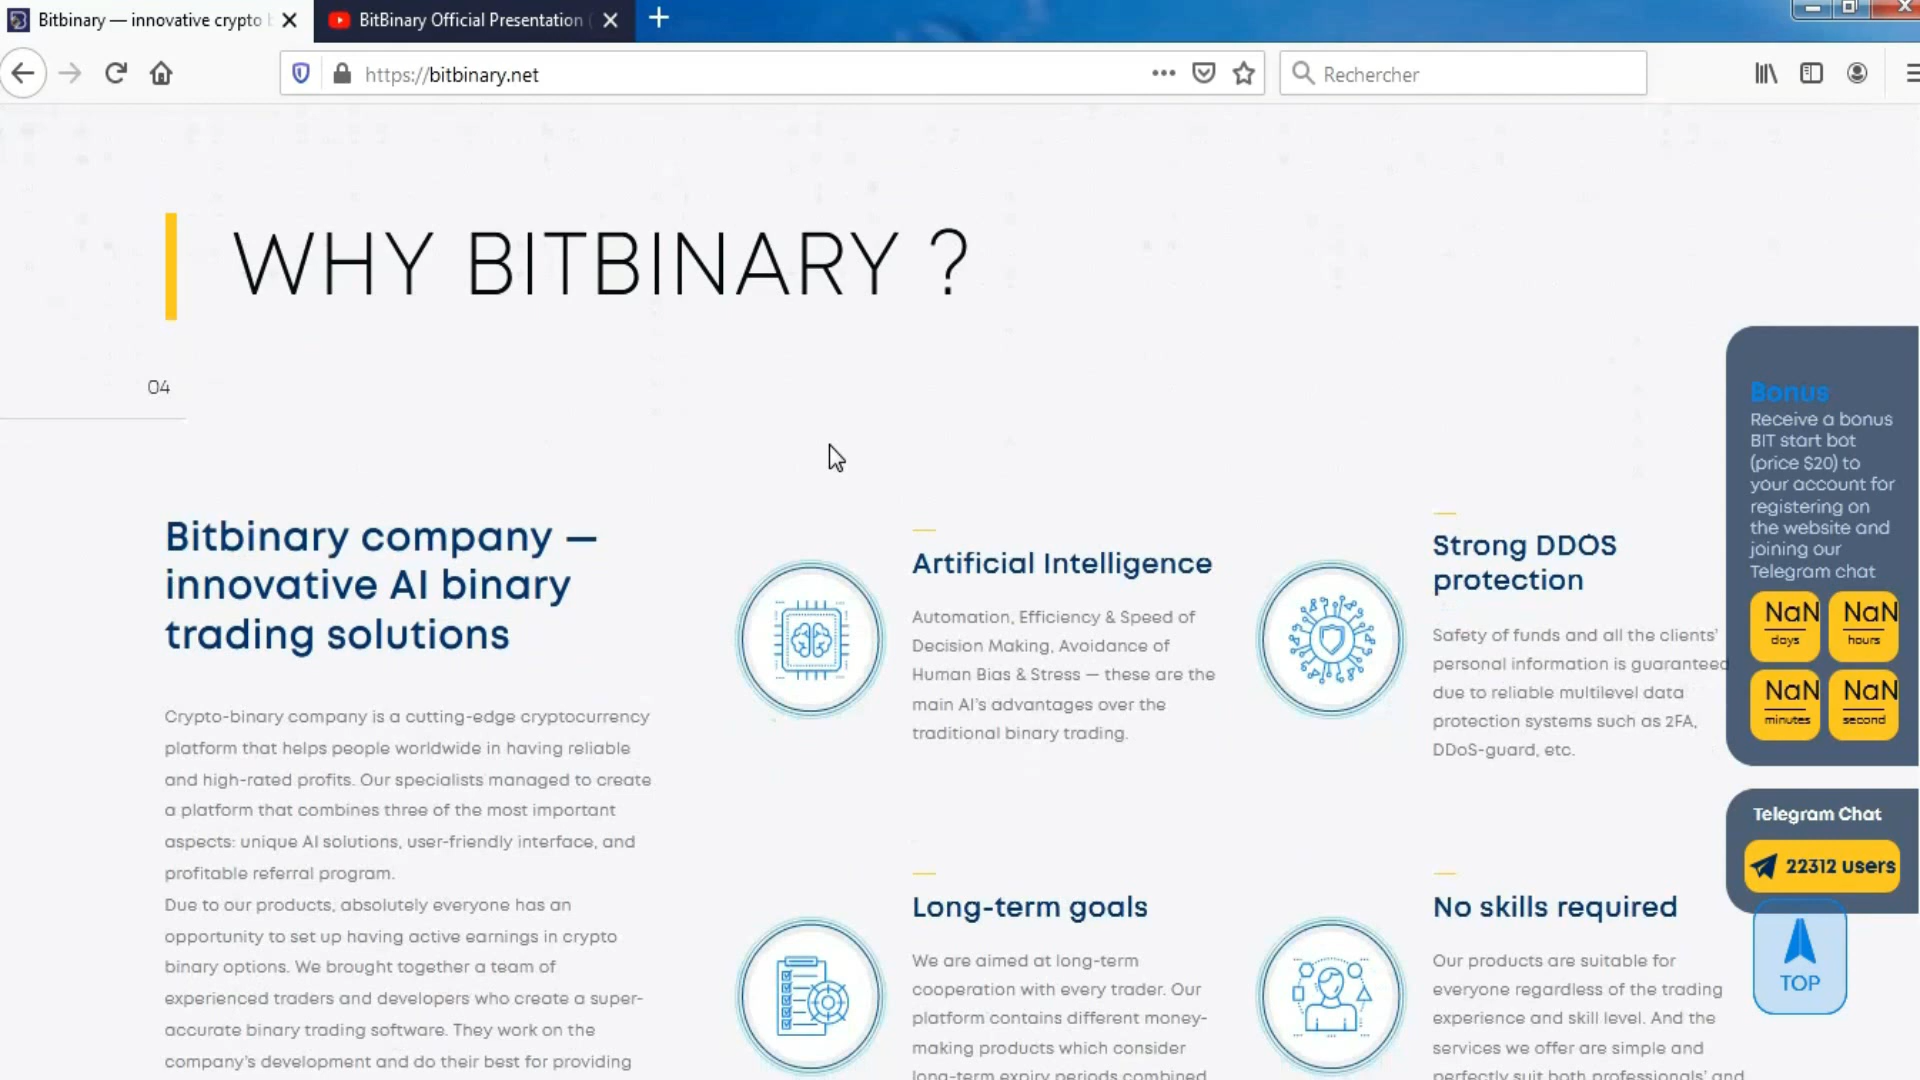 Bitbinary — innovative crypto b
BitBinary Official Presentation (
https://bitbinary.net
Rechercher
WHY BITBINARY ?
04
Bitbinary company —
innovative AI binary
trading solutions
Crypto-binary company is a cutting-edge cryptocurrency
platform that helps people worldwide in having reliable
and high-rated profits. Our specialists managed to create
a platform that combines three of the most important
aspects: unique AI solutions, user-friendly interface, and
profitable referral program.
Due to our products, absolutely everyone has an
opportunity to set up having active earnings in crypto
binary options. We brought together a team of
experienced traders and developers who create a super-
accurate binary trading software. They work on the
company's development and do their best for providing
Artificial Intelligence
Automation, Efficiency & Speed of
Decision Making, Avoidance of
Human Bias & Stress — these are the
main AI's advantages over the
traditional binary trading.
Strong DDOS
protection
Safety of funds and all the clients'
personal information is guaranteed
due to reliable multilevel data
protection systems such as 2FA,
DDoS-guard, etc.
Long-term goals
We are aimed at long-term
cooperation with every trader. Our
platform contains different money-
making products which consider
long-term expiry periods combined
No skills required
Our products are suitable for
everyone regardless of the trading
experience and skill level. And the
services we offer are simple and
perfectly suit both professionals' and
Bonus
Receive a bonus
BIT start bot
(price $20) to
your account for
registering on
the website and
joining our
Telegram chat
NaN
days
NaN
hours
NaN
minutes
NaN
second
Telegram Chat
22312 users
TOP